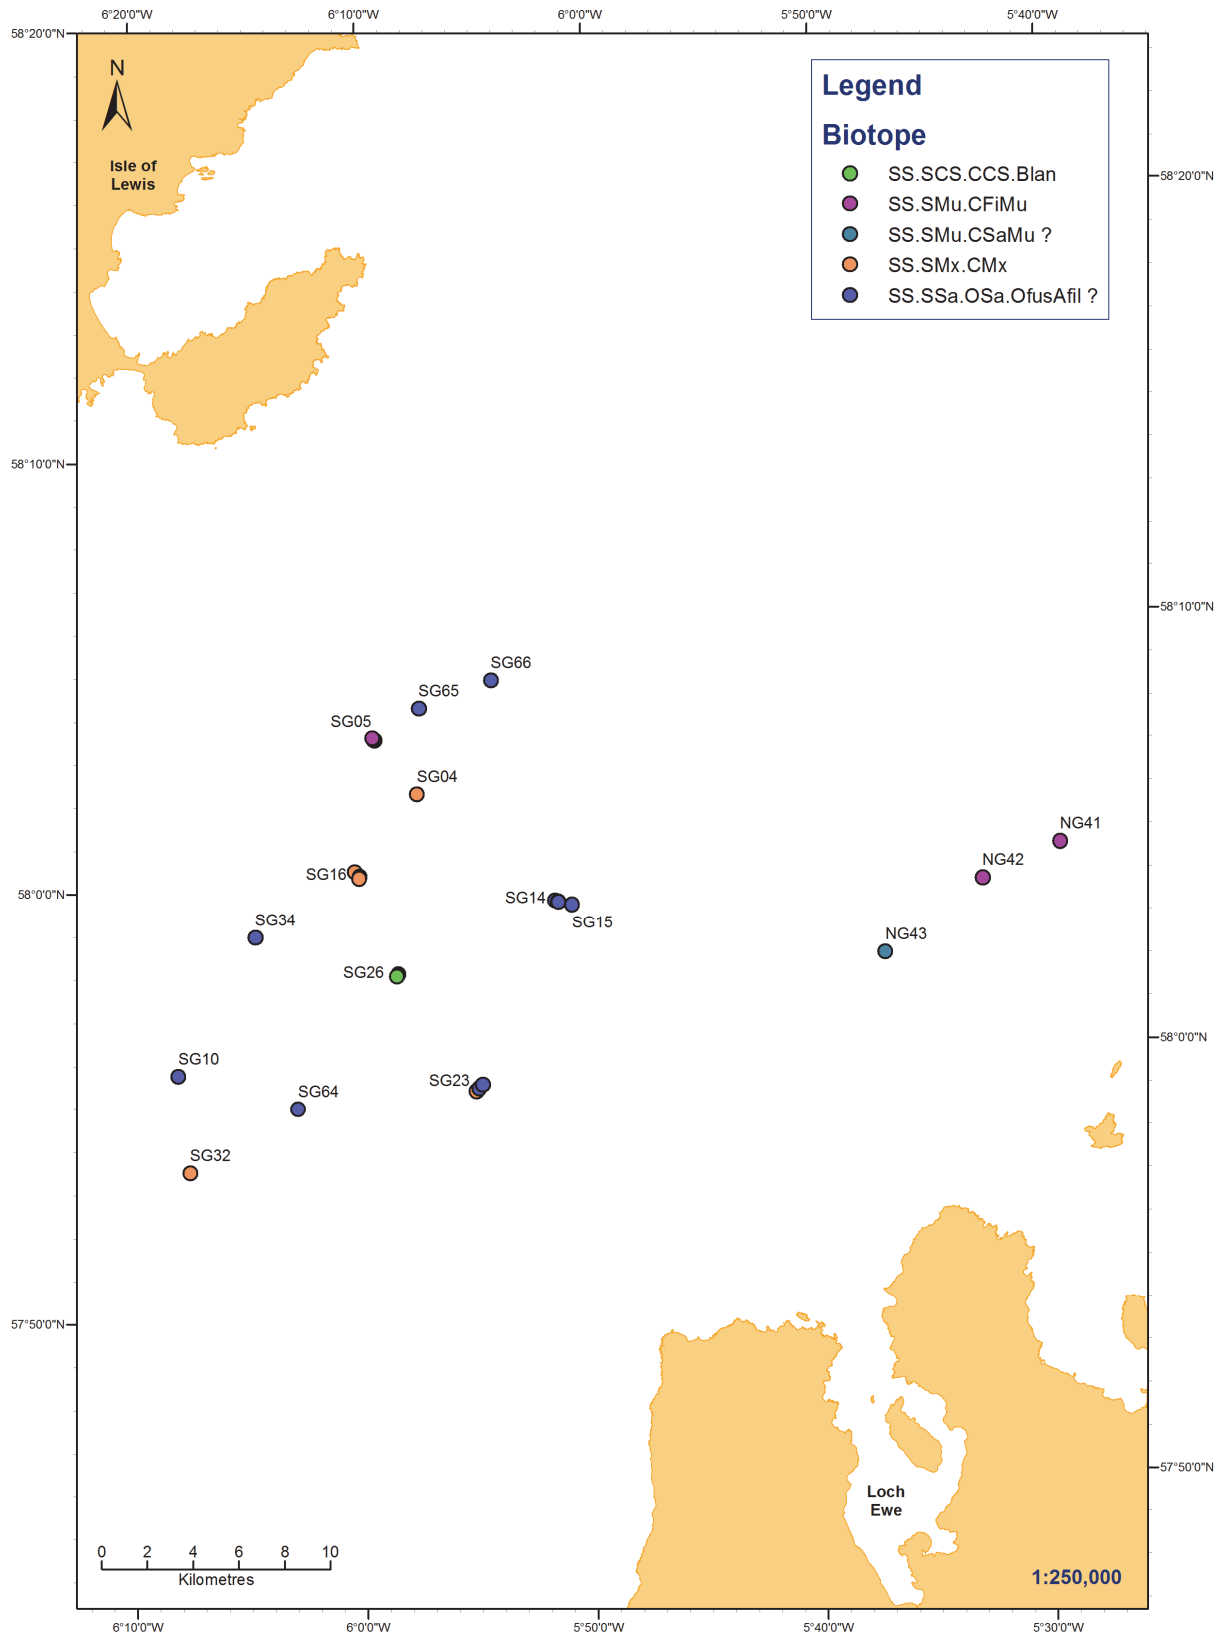 6°20'0"W 6°10'0"W 6°0'0"W 5°50'0"W 5°40'0"W
58°20'0"N
N
Isle of
Lewis
Legend
Biotope
SS.SCS.CCS.Blan
SS.SMu.CFiMu
SS.SMu.CSaMu ?
SS.SMx.CMx
SS.SSa.OSa.OfusAfil ?
58°20'0"N
58°10'0"N
58°10'0"N
SG66
SG65
SG05
SG04
NG41
NG42
SG16
58°0'0"N
SG14
SG15
SG34
NG43
SG26
58°0'0"N
SG10
SG23
SG64
SG32
57°50'0"N
57°50'0"N
Loch
Ewe
0 2 4 6 8 10
Kilometres
1:250,000
6°10'0"W 6°0'0"W 5°50'0"W 5°40'0"W 5°30'0"W